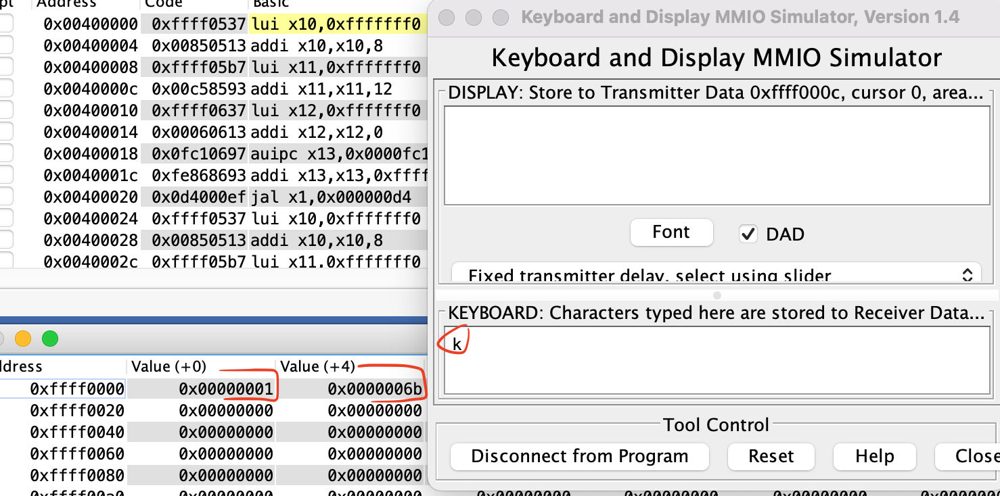 Address Code Basic
0x00400000 0xffff0537 lui x10,0xfffffff0
0x00400004 0x00850513 addi x10,x10,8
0x00400008 0xffff05b7 lui x11,0xfffffff0
0x0040000c 0x00c58593 addi x11,x11,12
0x00400010 0xffff0637 lui x12,0xfffffff0
0x00400014 0x00060613 addi x12,x12,0
0x00400018 0x0fc10697 auipc x13,0x0000fc1
0x0040001c 0xfe868693 addi x13,x13,0xffff
0x00400020 0x0d4000ef jal x1,0x000000d4
0x00400024 0xffff0537 lui x10,0xfffffff0
0x00400028 0x00850513 addi x10,x10,8
0x0040002c 0xffff05b7 lui x11,0xfffffff0
Keyboard and Display MMIO Simulator, Version 1.4
Keyboard and Display MMIO Simulator
DISPLAY: Store to Transmitter Data 0xffff000c, cursor 0, area...
Font DAD
Fixed transmitter delay, select using slider
KEYBOARD: Characters typed here are stored to Receiver Data...
k
Tool Control
Disconnect from Program Reset Help Close
ddress Value (+0) Value (+4)
0xffff0000 0x00000001 0x0000006b
0xffff0020 0x00000000 0x00000000
0xffff0040 0x00000000 0x00000000
0xffff0060 0x00000000 0x00000000
0xffff0080 0x00000000 0x00000000
0xffff00a0 0x00000000 0x00000000 0x00000000 0x00000000 0x00000000